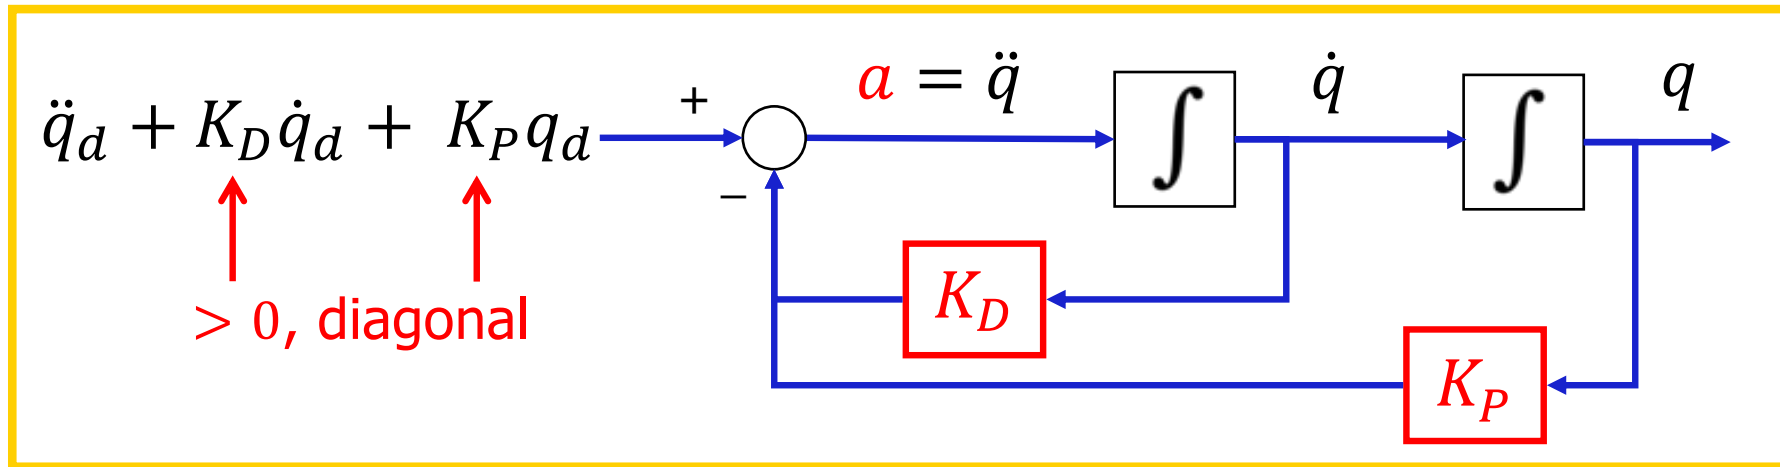 q̈_d + K_D q̇_d + K_P q_d
> 0, diagonal
+
−
a = q̈
∫
q̇
∫
q
K_D
K_P